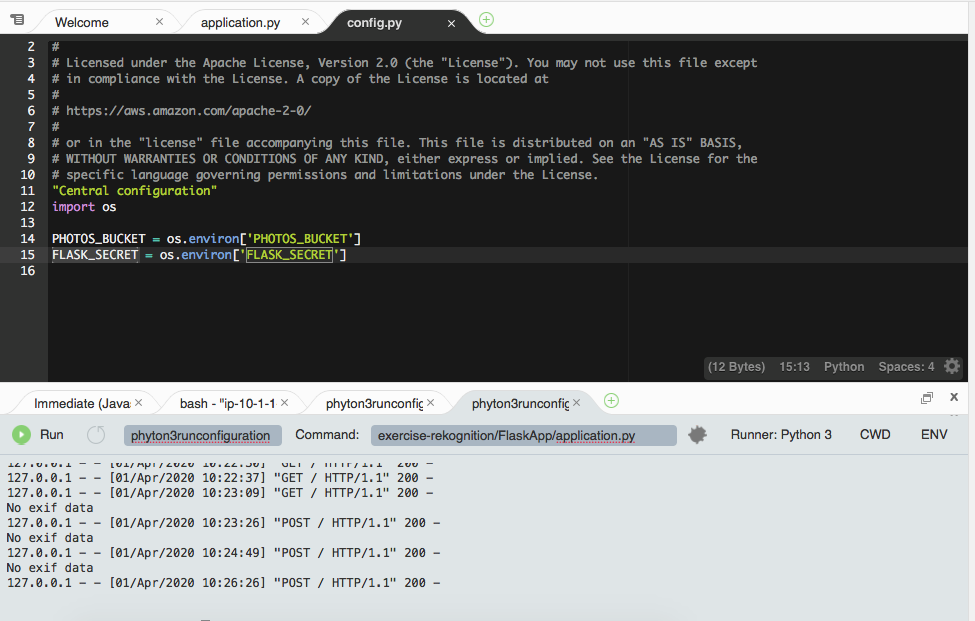 Welcome × application.py × config.py ×
2 #
3 # Licensed under the Apache License, Version 2.0 (the "License"). You may not use this file except
4 # in compliance with the License. A copy of the License is located at
5 #
6 # https://aws.amazon.com/apache-2-0/
7 #
8 # or in the "license" file accompanying this file. This file is distributed on an "AS IS" BASIS,
9 # WITHOUT WARRANTIES OR CONDITIONS OF ANY KIND, either express or implied. See the License for the
10 # specific language governing permissions and limitations under the License.
11 "Central configuration"
12 import os
13
14 PHOTOS_BUCKET = os.environ['PHOTOS_BUCKET']
15 FLASK_SECRET = os.environ['FLASK_SECRET']
16
(12 Bytes) 15:13 Python Spaces: 4
Immediate (Java × bash - "ip-10-1-1 × phyton3runconfig × phyton3runconfig ×
Run phyton3runconfiguration Command: exercise-rekognition/FlaskApp/application.py Runner: Python 3 CWD ENV
127.0.0.1 - - [01/Apr/2020 10:22:36] "GET / HTTP/1.1" 200 -
127.0.0.1 - - [01/Apr/2020 10:22:37] "GET / HTTP/1.1" 200 -
127.0.0.1 - - [01/Apr/2020 10:23:09] "GET / HTTP/1.1" 200 -
No exif data
127.0.0.1 - - [01/Apr/2020 10:23:26] "POST / HTTP/1.1" 200 -
No exif data
127.0.0.1 - - [01/Apr/2020 10:24:49] "POST / HTTP/1.1" 200 -
No exif data
127.0.0.1 - - [01/Apr/2020 10:26:26] "POST / HTTP/1.1" 200 -